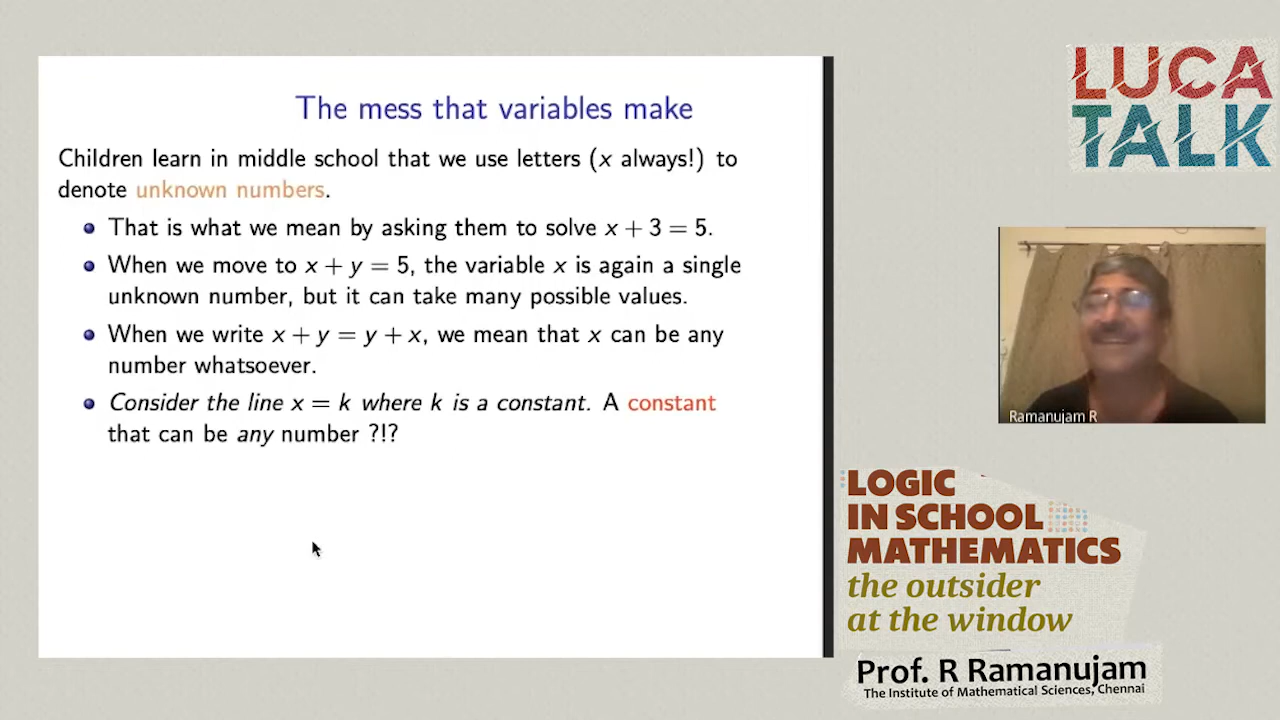 The mess that variables make
Children learn in middle school that we use letters (x always!) to
denote unknown numbers.
That is what we mean by asking them to solve x + 3 = 5.
When we move to x + y = 5, the variable x is again a single
unknown number, but it can take many possible values.
When we write x + y = y + x, we mean that x can be any
number whatsoever.
Consider the line x = k where k is a constant. A constant
that can be any number ?!?
LUCA
TALK
Ramanujam R
LOGIC
IN SCHOOL
MATHEMATICS
the outsider
at the window
Prof. R Ramanujam
The Institute of Mathematical Sciences, Chennai